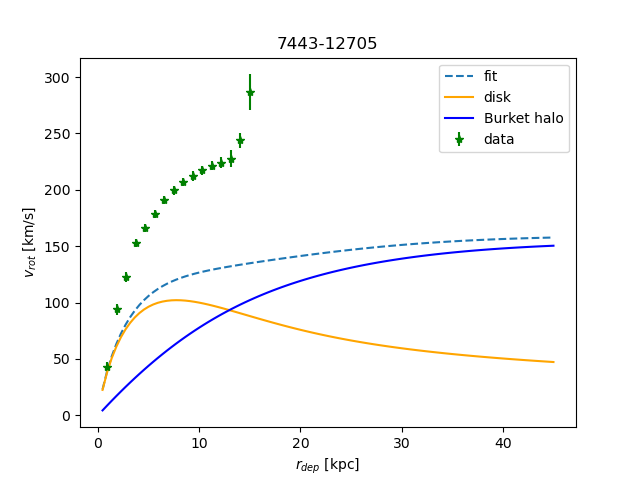 7443-12705
fit
disk
Burket halo
data
300
250
200
150
100
50
0
v_rot [km/s]
0 10 20 30 40
r_dep [kpc]